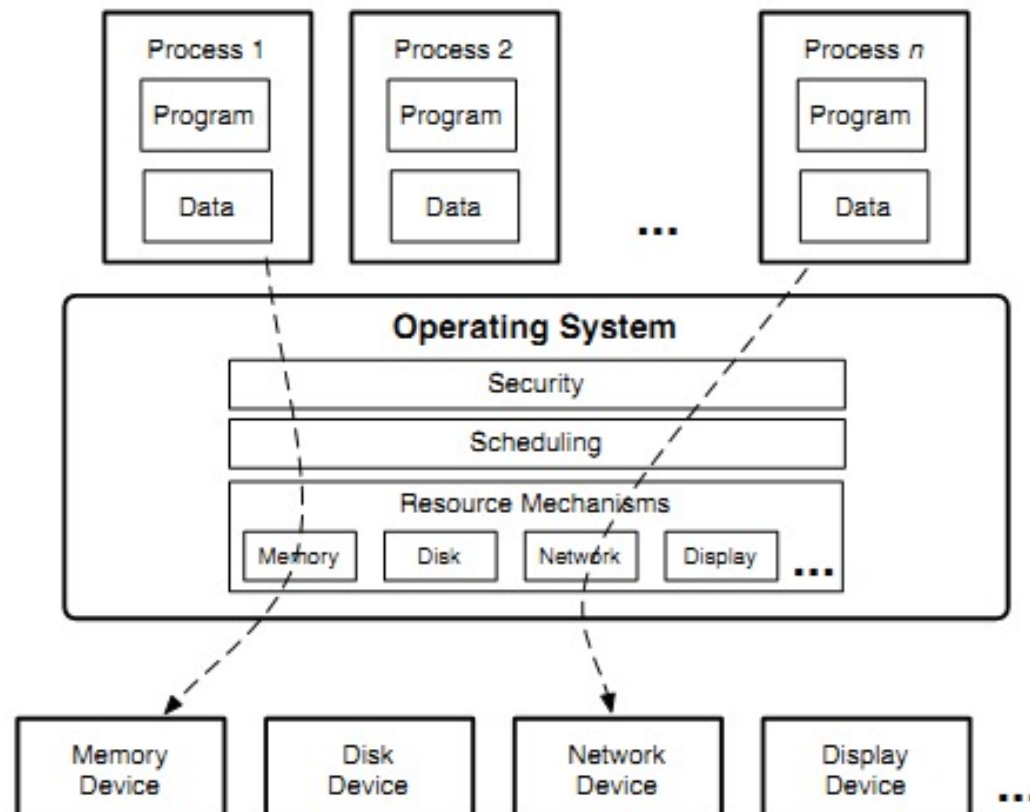 Process 1
Process 2
Process n
Program
Program
Program
Data
Data
...
Data
Operating System
Security
Scheduling
Resource Mechanisms
Memory
Disk
Network
Display
...
Memory
Device
Disk
Device
Network
Device
Display
Device
...